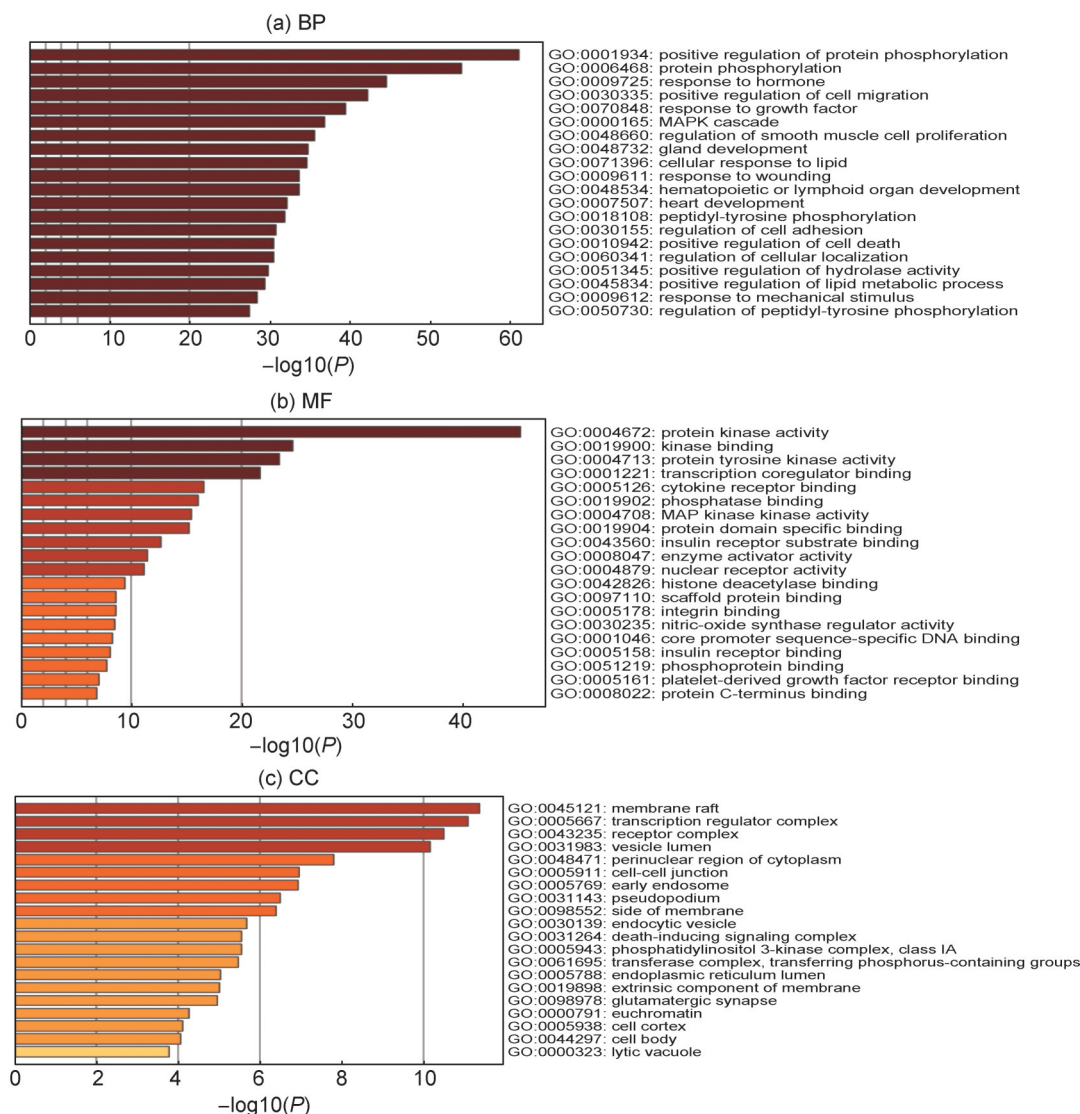 (a) BP
GO:0001934: positive regulation of protein phosphorylation
GO:0006468: protein phosphorylation
GO:0009725: response to hormone
GO:0030335: positive regulation of cell migration
GO:0070848: response to growth factor
GO:0000165: MAPK cascade
GO:0048660: regulation of smooth muscle cell proliferation
GO:0048732: gland development
GO:0071396: cellular response to lipid
GO:0009611: response to wounding
GO:0048534: hematopoietic or lymphoid organ development
GO:0007507: heart development
GO:0018108: peptidyl-tyrosine phosphorylation
GO:0030155: regulation of cell adhesion
GO:0010942: positive regulation of cell death
GO:0060341: regulation of cellular localization
GO:0051345: positive regulation of hydrolase activity
GO:0045834: positive regulation of lipid metabolic process
GO:0009612: response to mechanical stimulus
GO:0050730: regulation of peptidyl-tyrosine phosphorylation
0 10 20 30 40 50 60
−log10(P)
(b) MF
GO:0004672: protein kinase activity
GO:0019900: kinase binding
GO:0004713: protein tyrosine kinase activity
GO:0001221: transcription coregulator binding
GO:0005126: cytokine receptor binding
GO:0019902: phosphatase binding
GO:0004708: MAP kinase kinase activity
GO:0019904: protein domain specific binding
GO:0043560: insulin receptor substrate binding
GO:0008047: enzyme activator activity
GO:0004879: nuclear receptor activity
GO:0042826: histone deacetylase binding
GO:0097110: scaffold protein binding
GO:0005178: integrin binding
GO:0030235: nitric-oxide synthase regulator activity
GO:0001046: core promoter sequence-specific DNA binding
GO:0005158: insulin receptor binding
GO:0051219: phosphoprotein binding
GO:0005161: platelet-derived growth factor receptor binding
GO:0008022: protein C-terminus binding
0 10 20 30 40
−log10(P)
(c) CC
GO:0045121: membrane raft
GO:0005667: transcription regulator complex
GO:0043235: receptor complex
GO:0031983: vesicle lumen
GO:0048471: perinuclear region of cytoplasm
GO:0005911: cell-cell junction
GO:0005769: early endosome
GO:0031143: pseudopodium
GO:0098552: side of membrane
GO:0030139: endocytic vesicle
GO:0031264: death-inducing signaling complex
GO:0005943: phosphatidylinositol 3-kinase complex, class IA
GO:0061695: transferase complex, transferring phosphorus-containing groups
GO:0005788: endoplasmic reticulum lumen
GO:0019898: extrinsic component of membrane
GO:0098978: glutamatergic synapse
GO:0000791: euchromatin
GO:0005938: cell cortex
GO:0044297: cell body
GO:0000323: lytic vacuole
0 2 4 6 8 10
−log10(P)